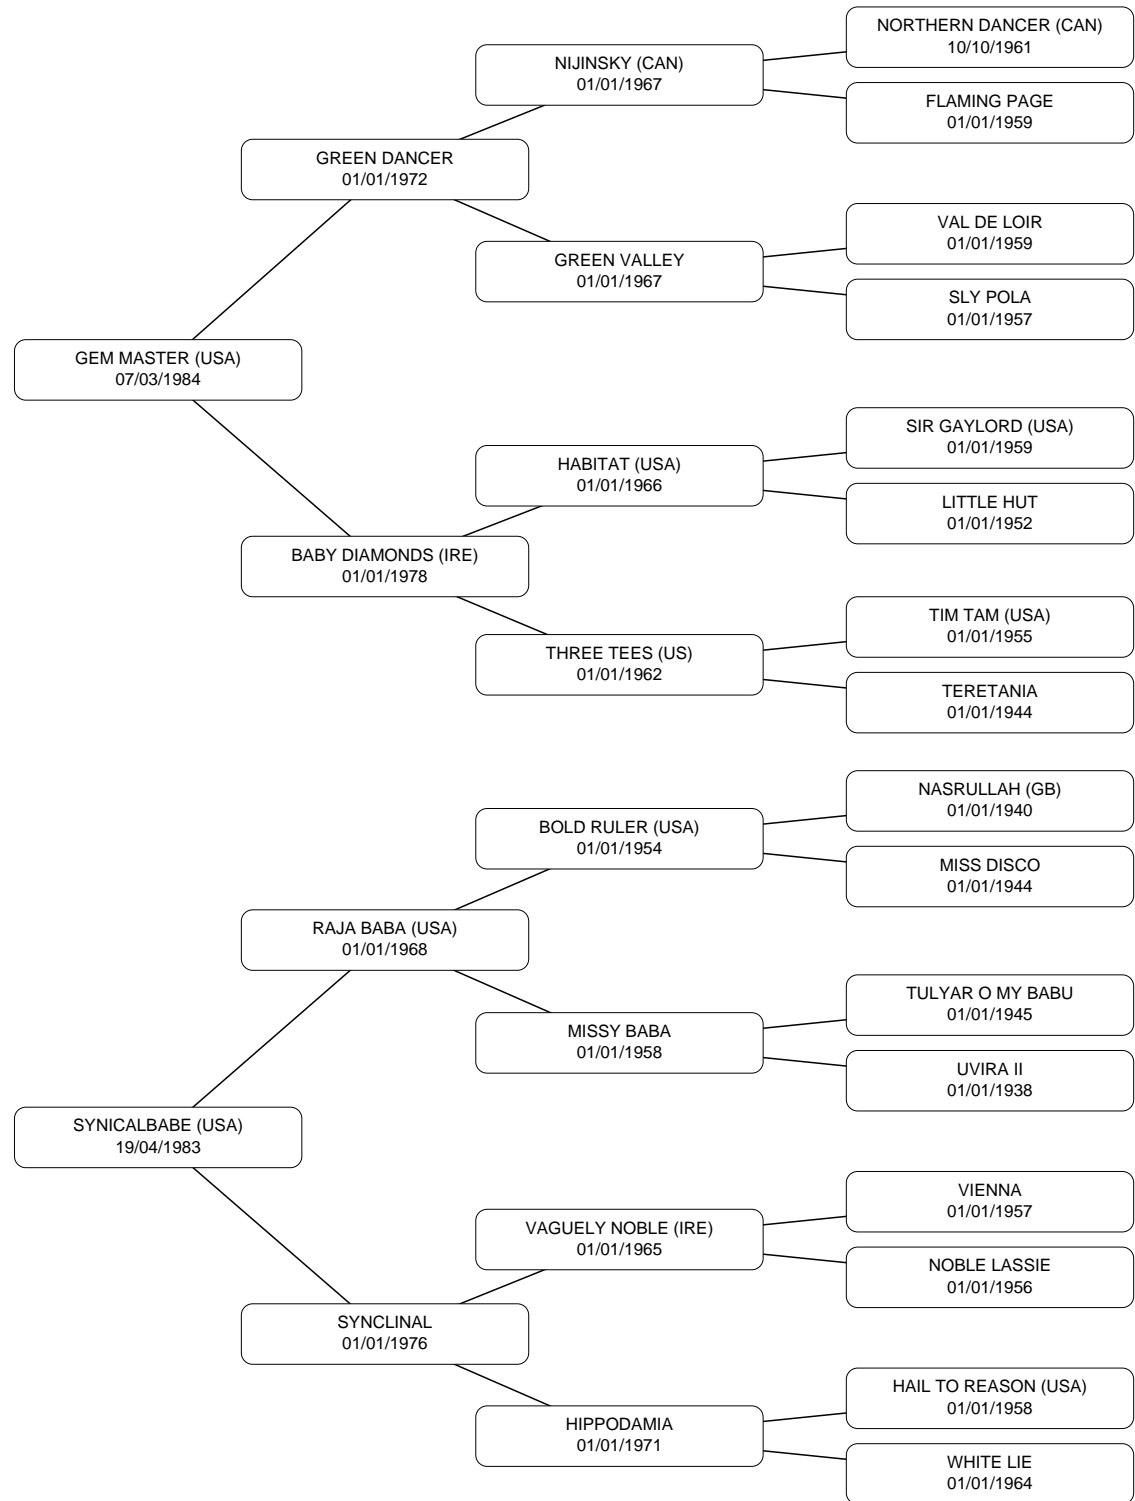 NORTHERN DANCER (CAN)
10/10/1961
NIJINSKY (CAN)
01/01/1967
FLAMING PAGE
01/01/1959
GREEN DANCER
01/01/1972
VAL DE LOIR
01/01/1959
GREEN VALLEY
01/01/1967
SLY POLA
01/01/1957
GEM MASTER (USA)
07/03/1984
SIR GAYLORD (USA)
01/01/1959
HABITAT (USA)
01/01/1966
LITTLE HUT
01/01/1952
BABY DIAMONDS (IRE)
01/01/1978
TIM TAM (USA)
01/01/1955
THREE TEES (US)
01/01/1962
TERETANIA
01/01/1944
NASRULLAH (GB)
01/01/1940
BOLD RULER (USA)
01/01/1954
MISS DISCO
01/01/1944
RAJA BABA (USA)
01/01/1968
TULYAR O MY BABU
01/01/1945
MISSY BABA
01/01/1958
UVIRA II
01/01/1938
SYNICALBABE (USA)
19/04/1983
VIENNA
01/01/1957
VAGUELY NOBLE (IRE)
01/01/1965
NOBLE LASSIE
01/01/1956
SYNCLINAL
01/01/1976
HAIL TO REASON (USA)
01/01/1958
HIPPODAMIA
01/01/1971
WHITE LIE
01/01/1964